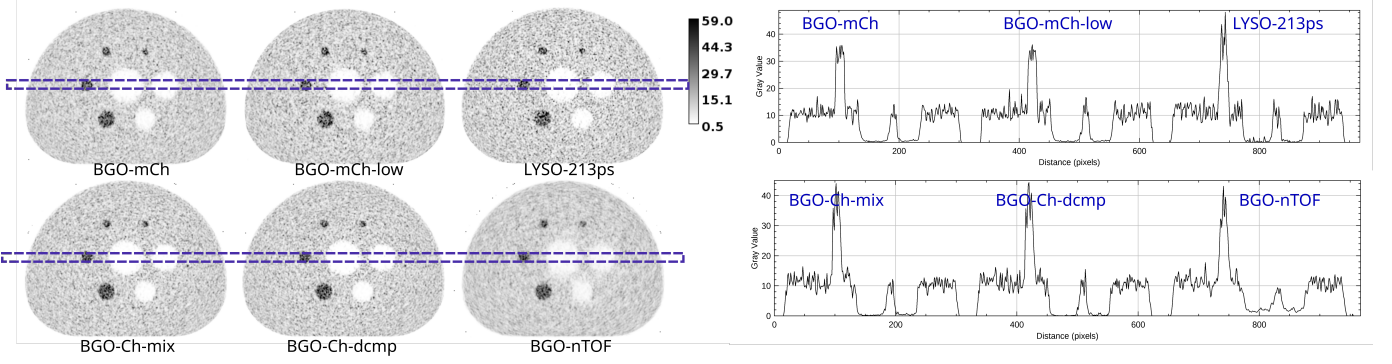 59.0
44.3
29.7
15.1
0.5
BGO-mCh
BGO-mCh-low
LYSO-213ps
BGO-Ch-mix
BGO-Ch-dcmp
BGO-nTOF
BGO-mCh
BGO-mCh-low
LYSO-213ps
Gray Value
40
30
20
10
0
0
200
400
600
800
Distance (pixels)
BGO-Ch-mix
BGO-Ch-dcmp
BGO-nTOF
Gray Value
40
30
20
10
0
0
200
400
600
800
Distance (pixels)